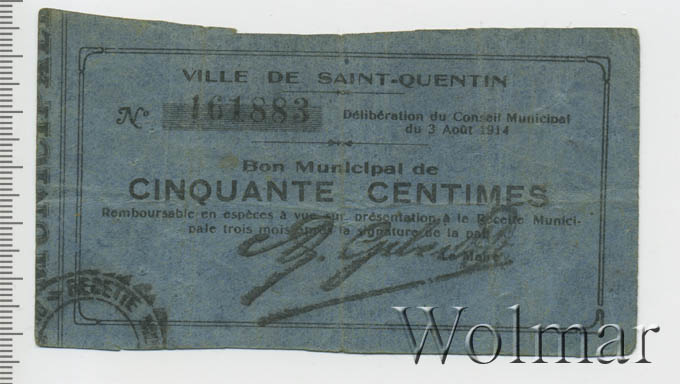 VILLE DE SAINT-QUENTIN
No 161883
Délibération du Conseil Municipal
du 3 Août 1914
Bon Municipal de
CINQUANTE CENTIMES
Remboursable en espèces à vue sur présentation à la Recette Munici-
pale trois mois après la signature de la paix
Le Maire
RECETTE
Wolmar